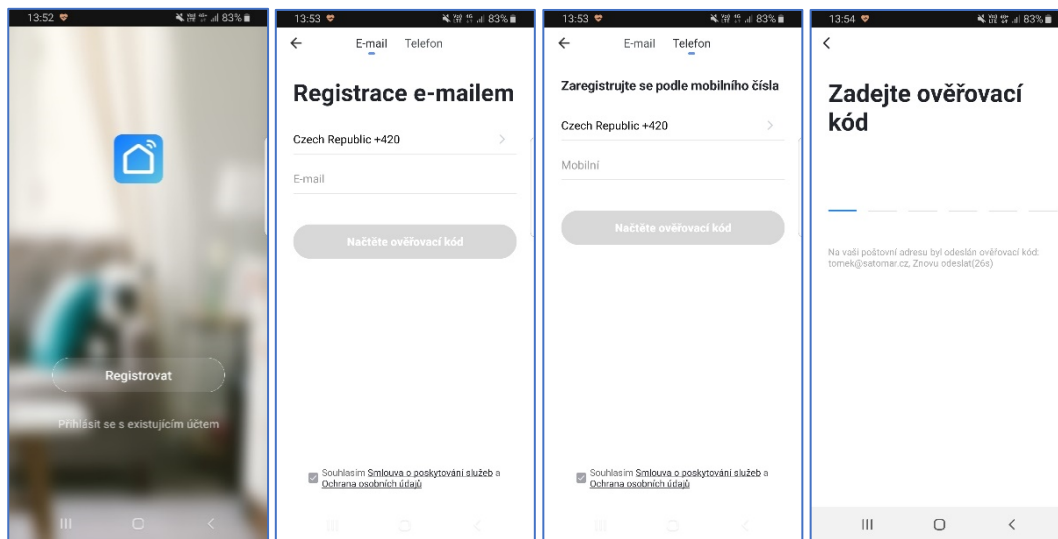 13:52
83%
Registrovat
Přihlásit se s existujícím účtem
13:53
83%
E-mail Telefon
Registrace e-mailem
Czech Republic +420
E-mail
Načtěte ověřovací kód
Souhlasím Smlouva o poskytování služeb a
Ochrana osobních údajů
13:53
83%
E-mail Telefon
Zaregistrujte se podle mobilního čísla
Czech Republic +420
Mobilní
Načtěte ověřovací kód
Souhlasím Smlouva o poskytování služeb a
Ochrana osobních údajů
13:54
83%
Zadejte ověřovací
kód
Na vaši poštovní adresu byl odeslán ověřovací kód:
tomek@satomar.cz, Znovu odeslat(26s)